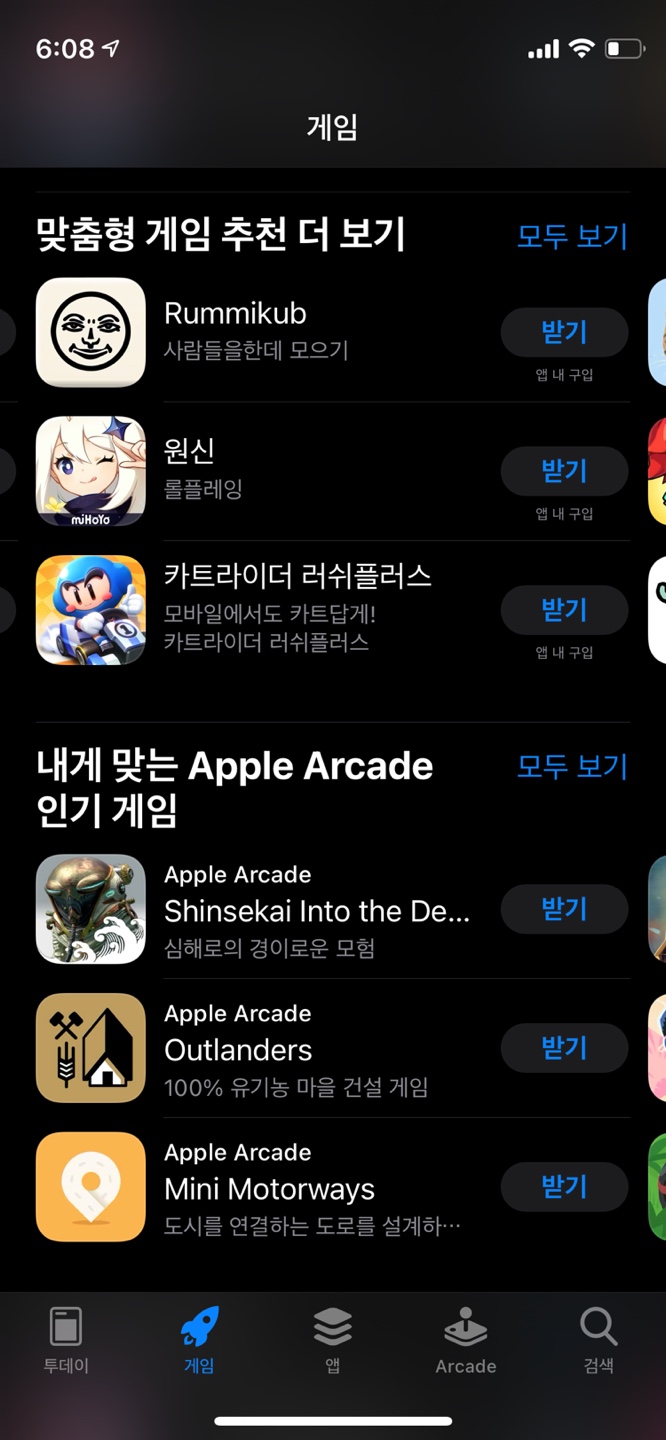 6:08
게임
맞춤형 게임 추천 더 보기
모두 보기
Rummikub
사람들을한데 모으기
받기
앱 내 구입
miHoYo
원신
롤플레잉
받기
앱 내 구입
카트라이더 러쉬플러스
모바일에서도 카트답게!
카트라이더 러쉬플러스
받기
앱 내 구입
내게 맞는 Apple Arcade
인기 게임
모두 보기
Apple Arcade
Shinsekai Into the De...
심해로의 경이로운 모험
받기
Apple Arcade
Outlanders
100% 유기농 마을 건설 게임
받기
Apple Arcade
Mini Motorways
도시를 연결하는 도로를 설계하…
받기
투데이
게임
앱
Arcade
검색